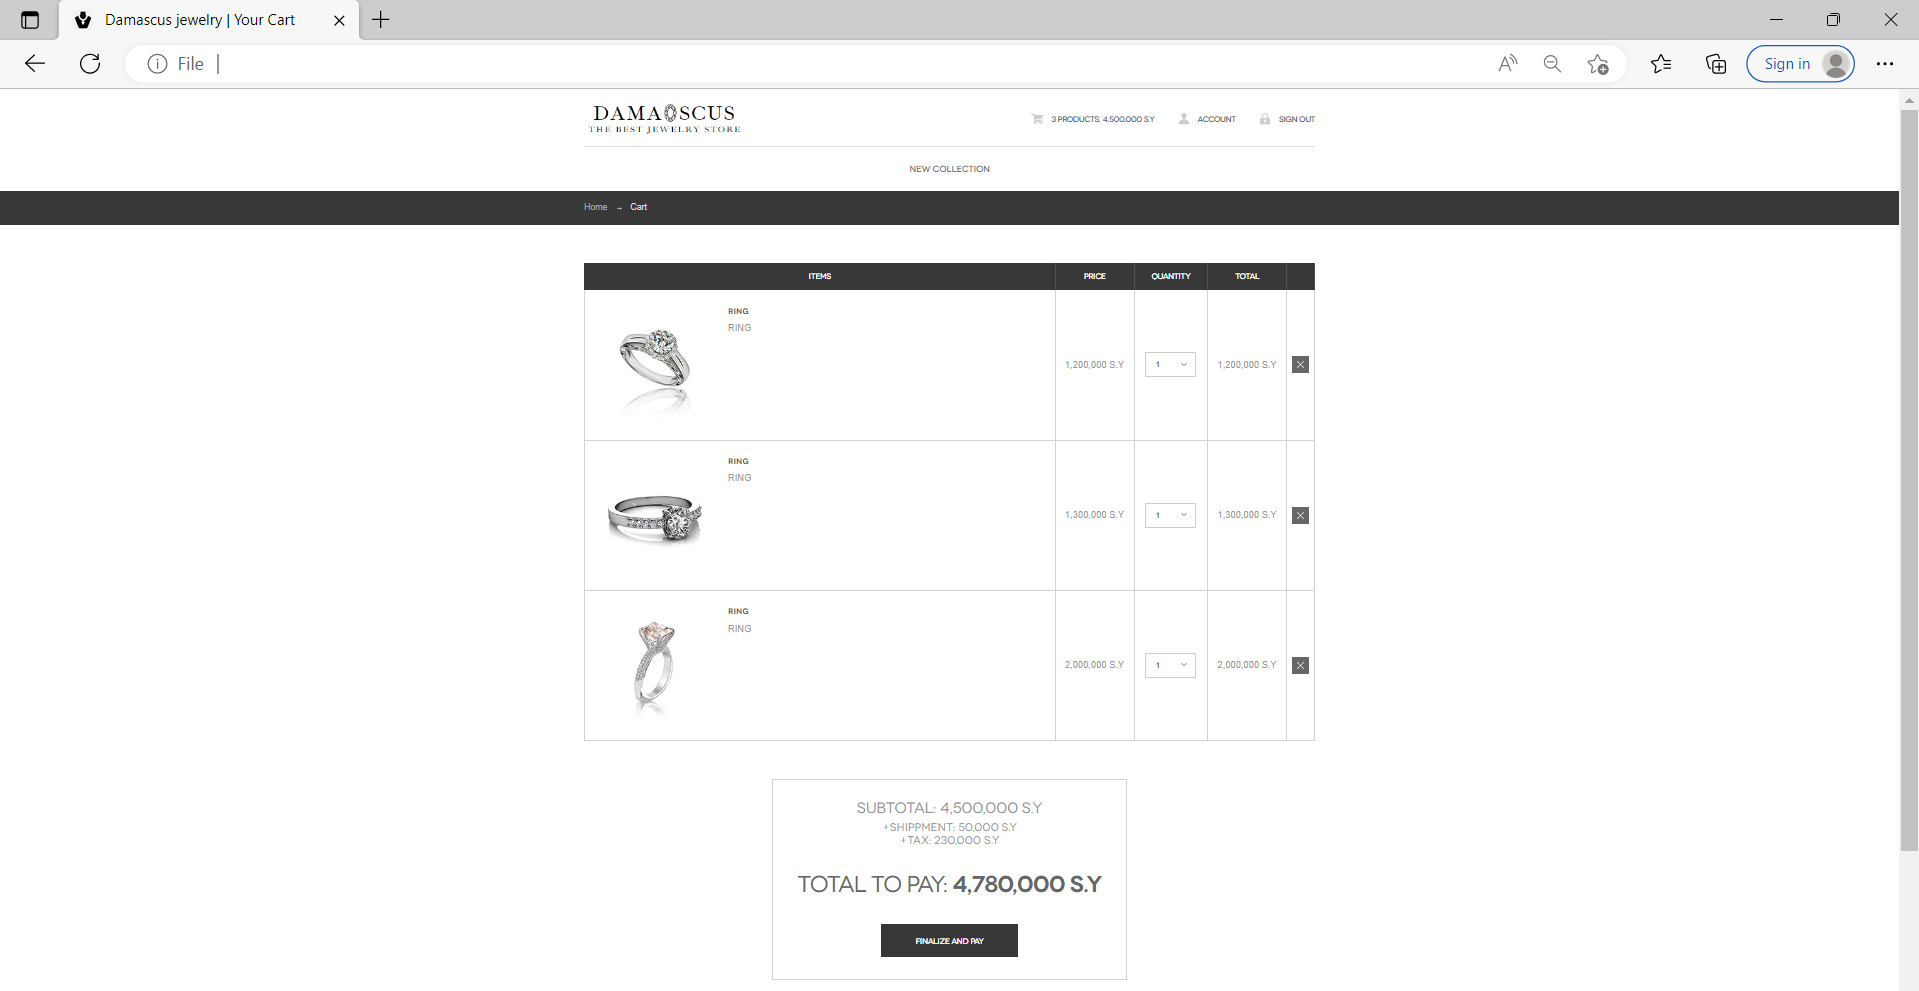 Damascus jewelry | Your Cart
File
Sign in
DAMASCUS
THE BEST JEWELRY STORE
3 PRODUCTS, 4,500,000 S.Y
ACCOUNT
SIGN OUT
NEW COLLECTION
Home → Cart
ITEMS PRICE QUANTITY TOTAL
RING
RING
1,200,000 S.Y 1 1,200,000 S.Y
RING
RING
1,300,000 S.Y 1 1,300,000 S.Y
RING
RING
2,000,000 S.Y 1 2,000,000 S.Y
SUBTOTAL: 4,500,000 S.Y
+SHIPPMENT: 50,000 S.Y
+TAX: 230,000 S.Y
TOTAL TO PAY: 4,780,000 S.Y
FINALIZE AND PAY